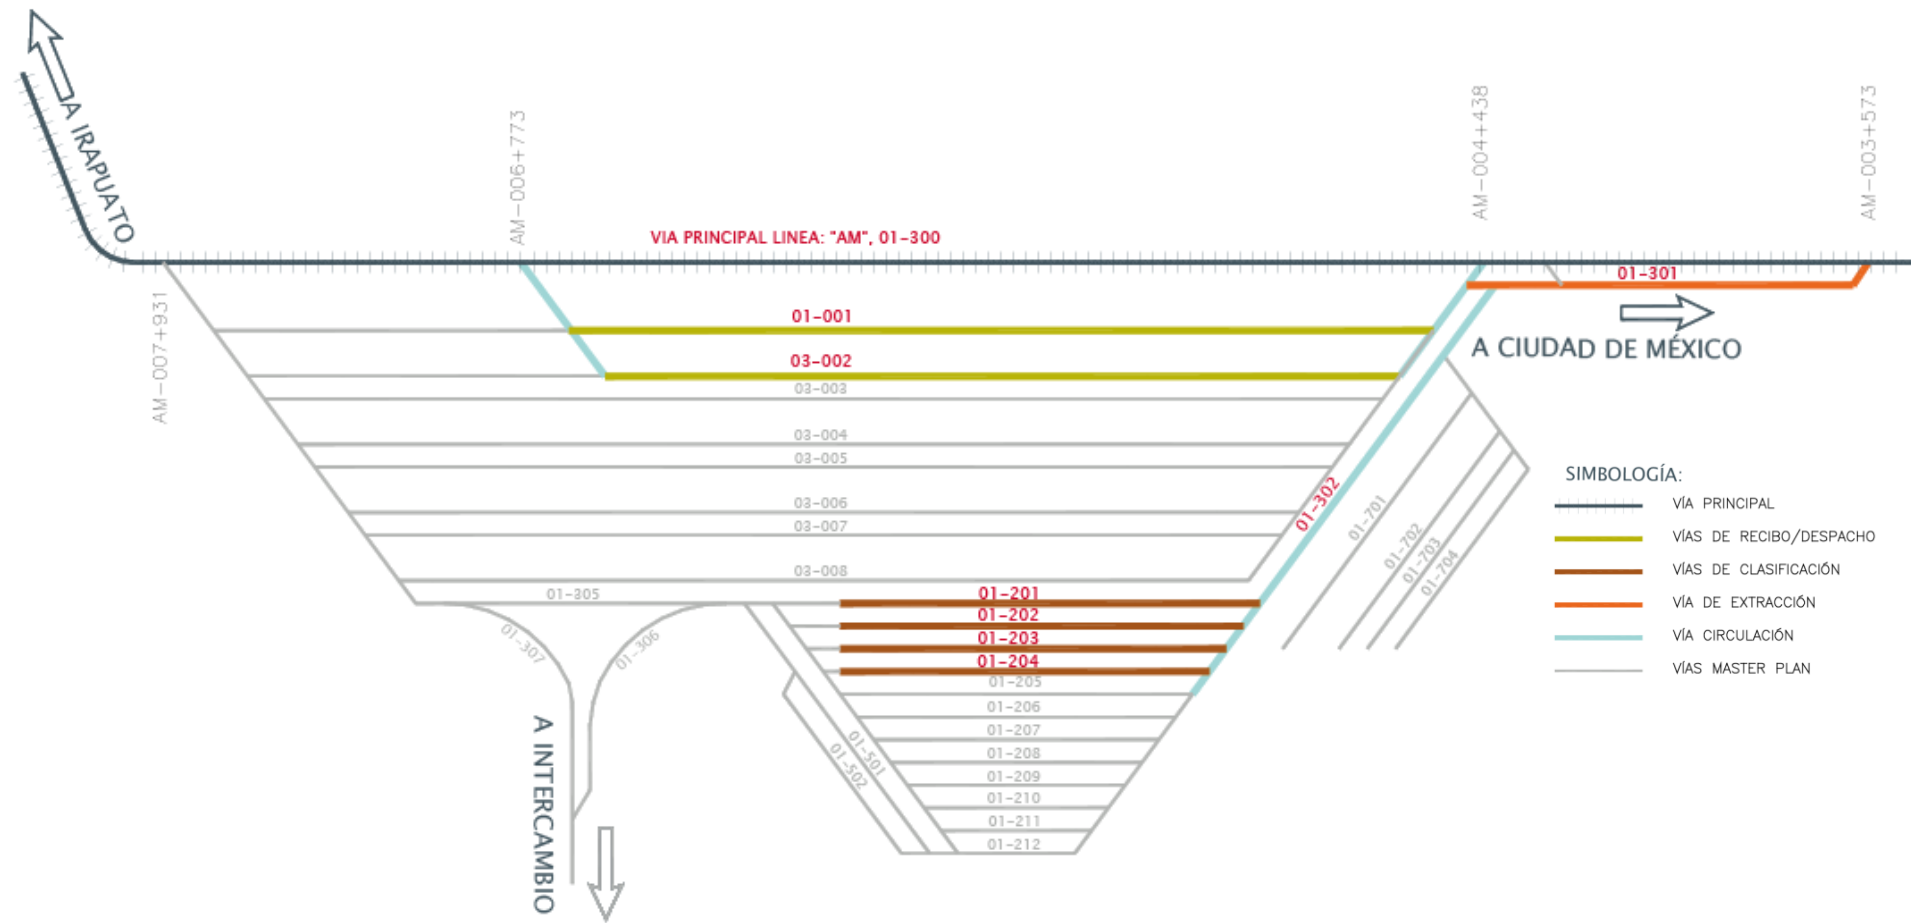 A IRAPUATO
AM-006+773
AM-004+438
AM-003+573
VIA PRINCIPAL LINEA: "AM", 01-300
01-301
A CIUDAD DE MÉXICO
AM-007+931
01-001
03-002
03-003
03-004
03-005
03-006
03-007
03-008
01-302
01-701
01-702
01-703
01-704
SIMBOLOGÍA:
VÍA PRINCIPAL
VÍAS DE RECIBO/DESPACHO
VÍAS DE CLASIFICACIÓN
VÍA DE EXTRACCIÓN
VÍA CIRCULACIÓN
VÍAS MASTER PLAN
01-305
01-307
01-306
A INTERCAMBIO
01-201
01-202
01-203
01-204
01-205
01-206
01-207
01-208
01-209
01-210
01-211
01-212
01-501
01-502